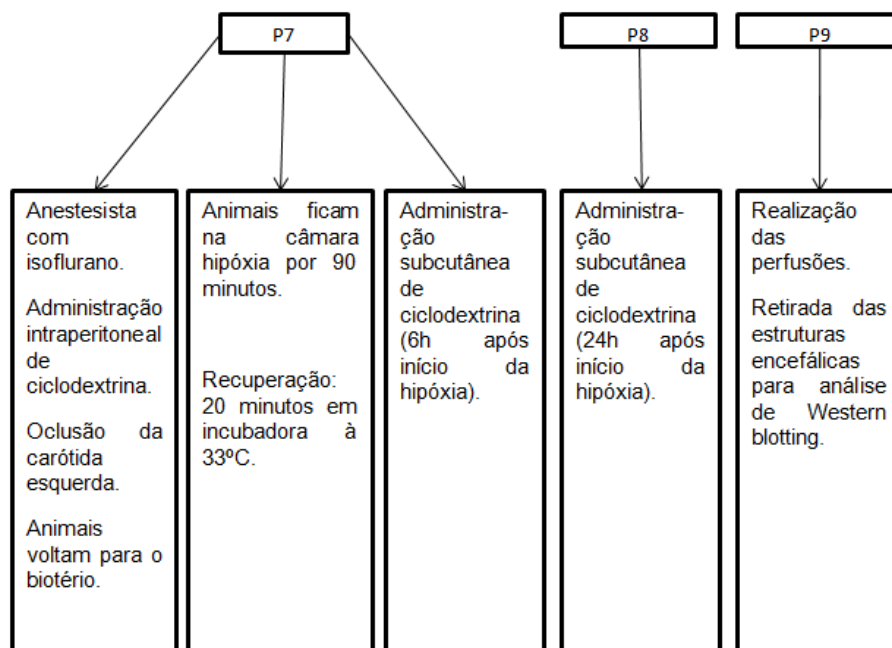 P7
P8
P9
Anestesista
com
isoflurano.
Administração
intraperitoneal
de
ciclodextrina.
Oclusão da
carótida
esquerda.
Animais
voltam para o
biotério.
Animais ficam
na câmara
hipóxia por 90
minutos.
Recuperação:
20 minutos em
incubadora à
33ºC.
Administra-
ção
subcutânea
de
ciclodextrina
(6h após
início da
hipóxia).
Administra-
ção
subcutânea
de
ciclodextrina
(24h após
início da
hipóxia).
Realização
das
perfusões.
Retirada das
estruturas
encefálicas
para análise
de Western
blotting.